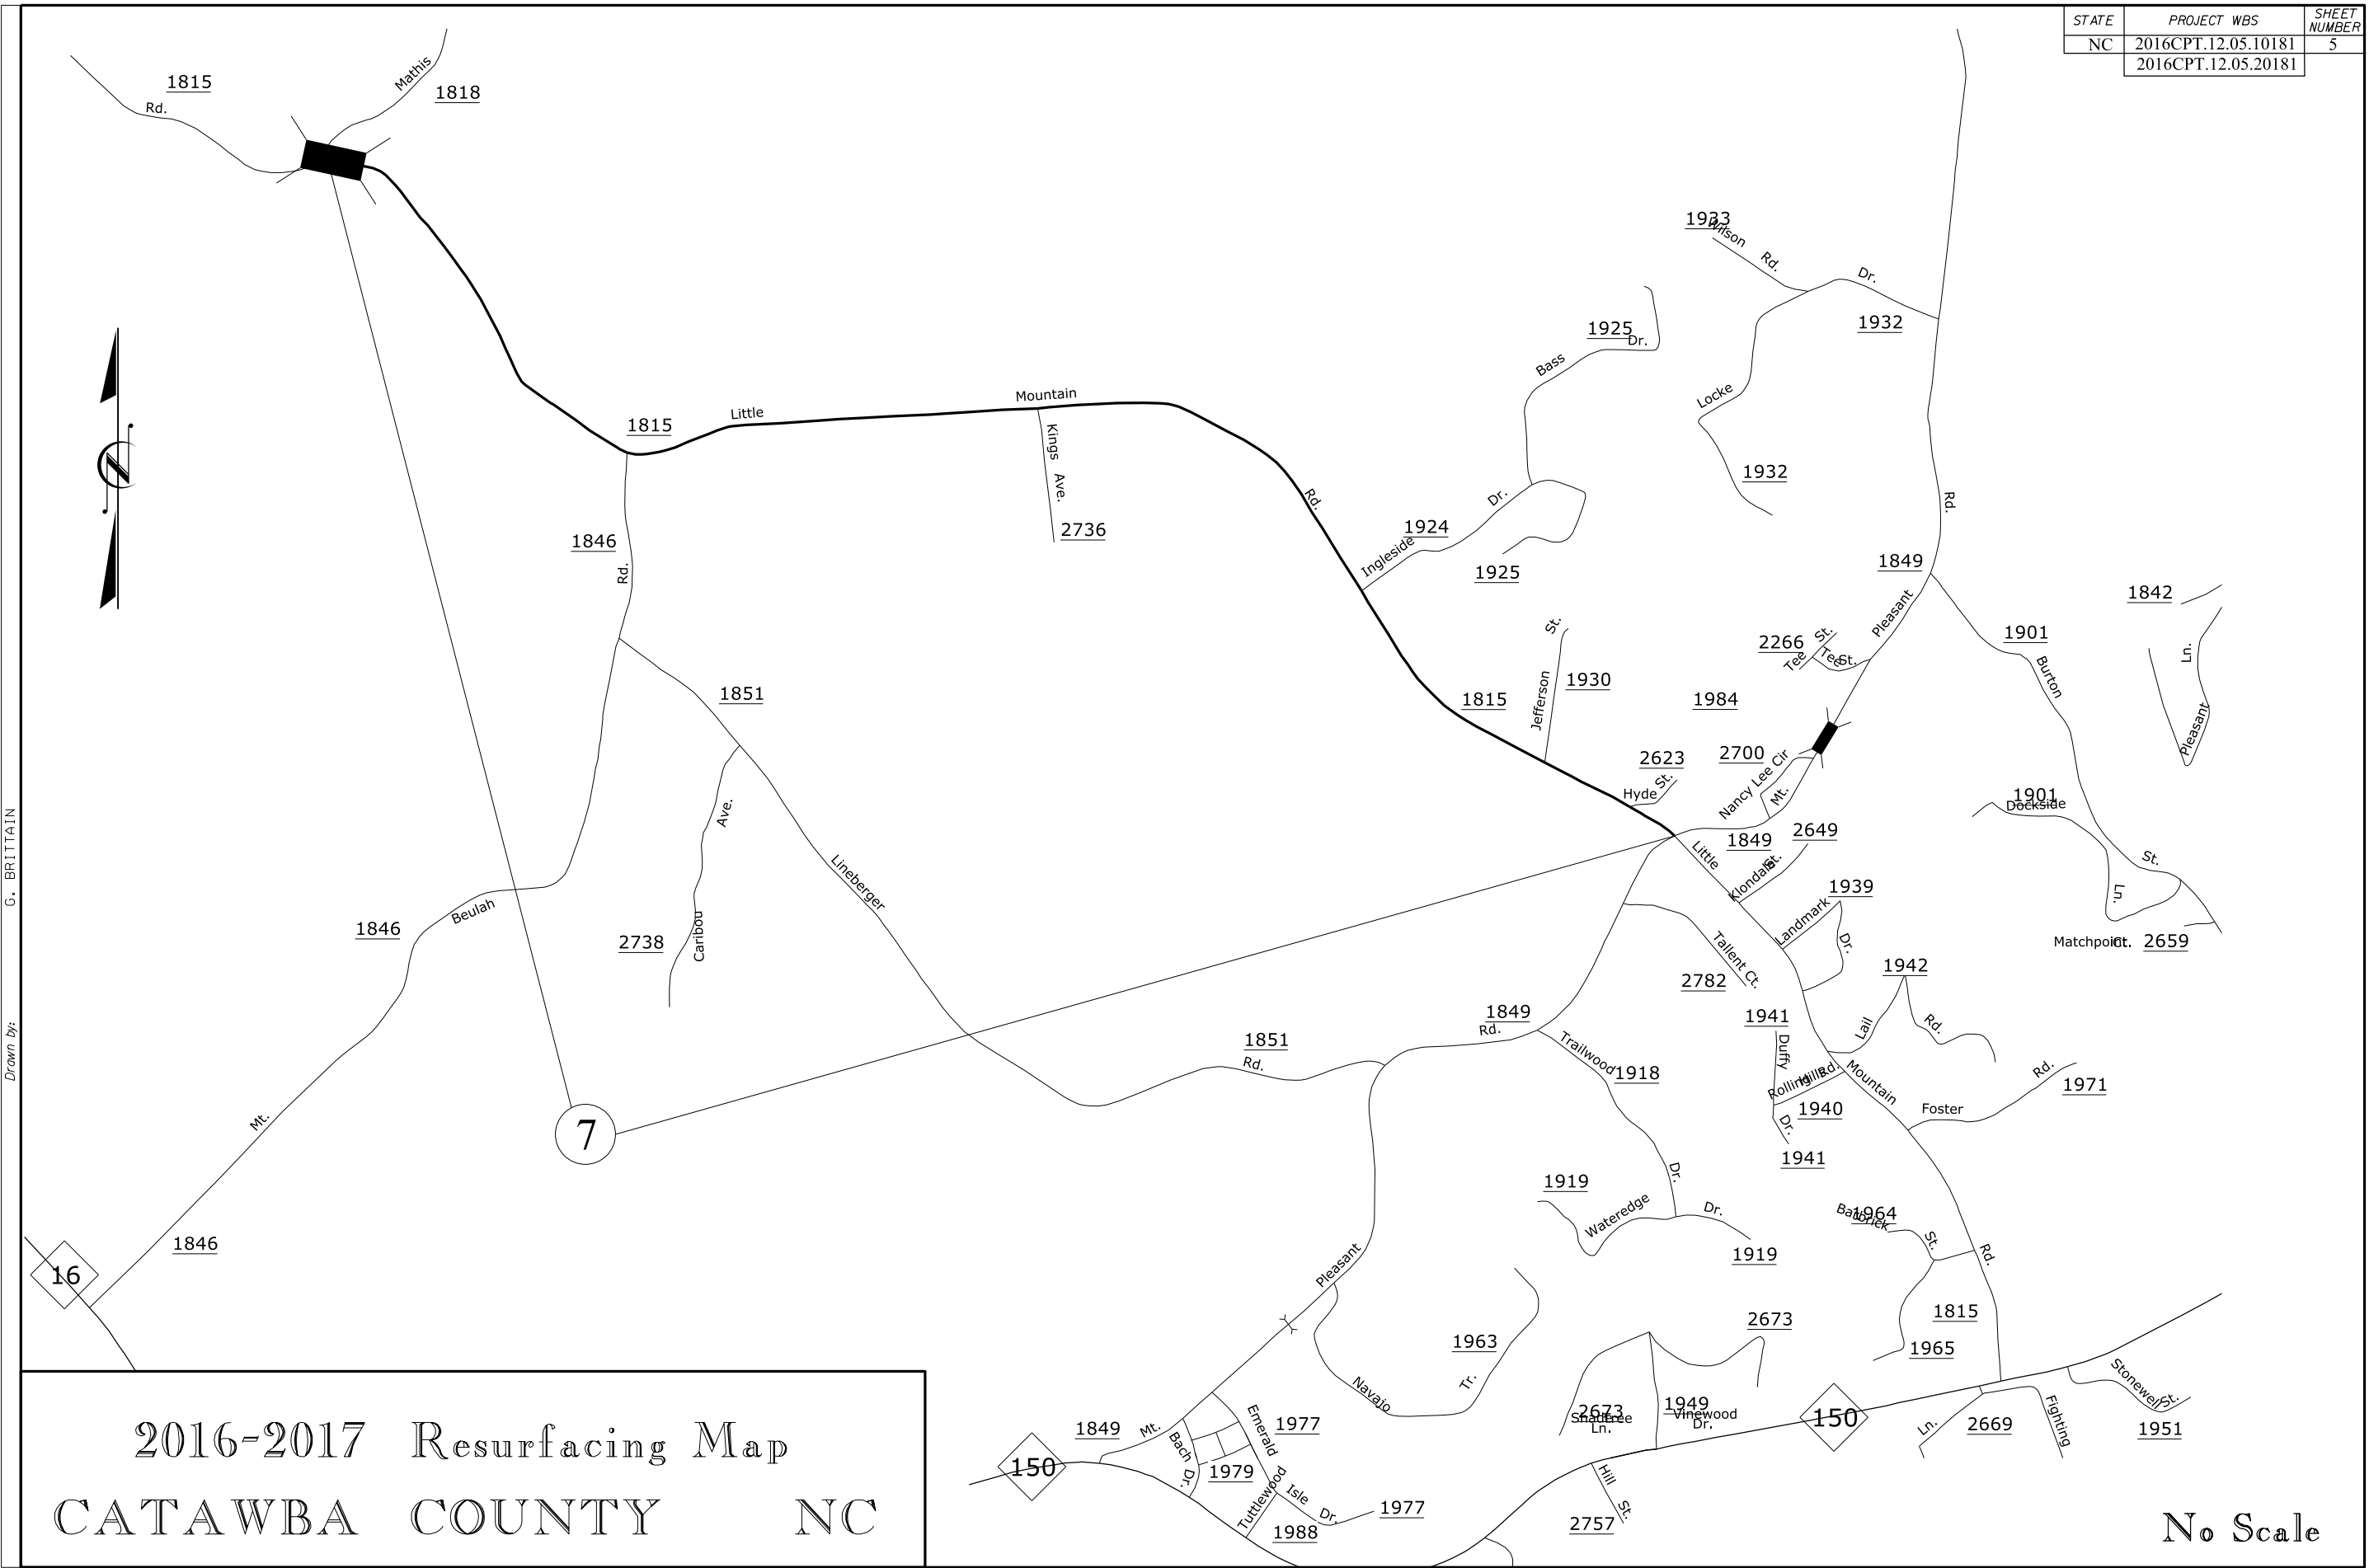 STATE PROJECT WBS SHEET NUMBER
NC 2016CPT.12.05.10181 5
2016CPT.12.05.20181
1815
Rd.
Mathis
1818
1933
Wilson
Rd.
Dr.
1932
1925
Dr.
Bass
Locke
1932
Mountain
Little
1815
Kings Ave.
2736
Rd.
Dr.
1924
Ingleside
1925
Rd.
1846
Rd.
1849
1842
Pleasant
St.
2266
Tee
Tee
St.
1901
Burton
Ln.
Pleasant
St.
Jefferson
1930
1815
1984
1851
2623
St.
Hyde
2700
Nancy Lee Cir
Mt.
1901
Dockside
St.
Ln.
Matchpoint
Ct.
2659
Ave.
Lineberger
Little
1849
2649
Klondale
St.
1939
Landmark
Dr.
Beulah
1846
2738
Caribou
Tallent Ct.
2782
1942
Lail
Rd.
1849
Rd.
1941
Duffy
Rolling
Hills
Rd.
Mountain
1940
Dr.
1941
Rd.
1971
Foster
1851
Rd.
Trailwood
1918
Dr.
Mt.
7
1919
Wateredge
Dr.
1919
1964
Barbrick
St.
Rd.
1846
16
Pleasant
1815
1965
1963
Navajo
Tr.
2673
2673
Shadetree
Ln.
1949
Vinewood
Dr.
150
Stonewell
St.
1951
Ln.
2669
Fighting
1849
Mt.
150
Bach
Dr.
Emerald
1977
1979
Tuttlewood
Isle
Dr.
1977
1988
Hill
St.
2757
G. BRITTAIN
Drawn by:
N
2016-2017 Resurfacing Map
CATAWBA COUNTY NC
No Scale